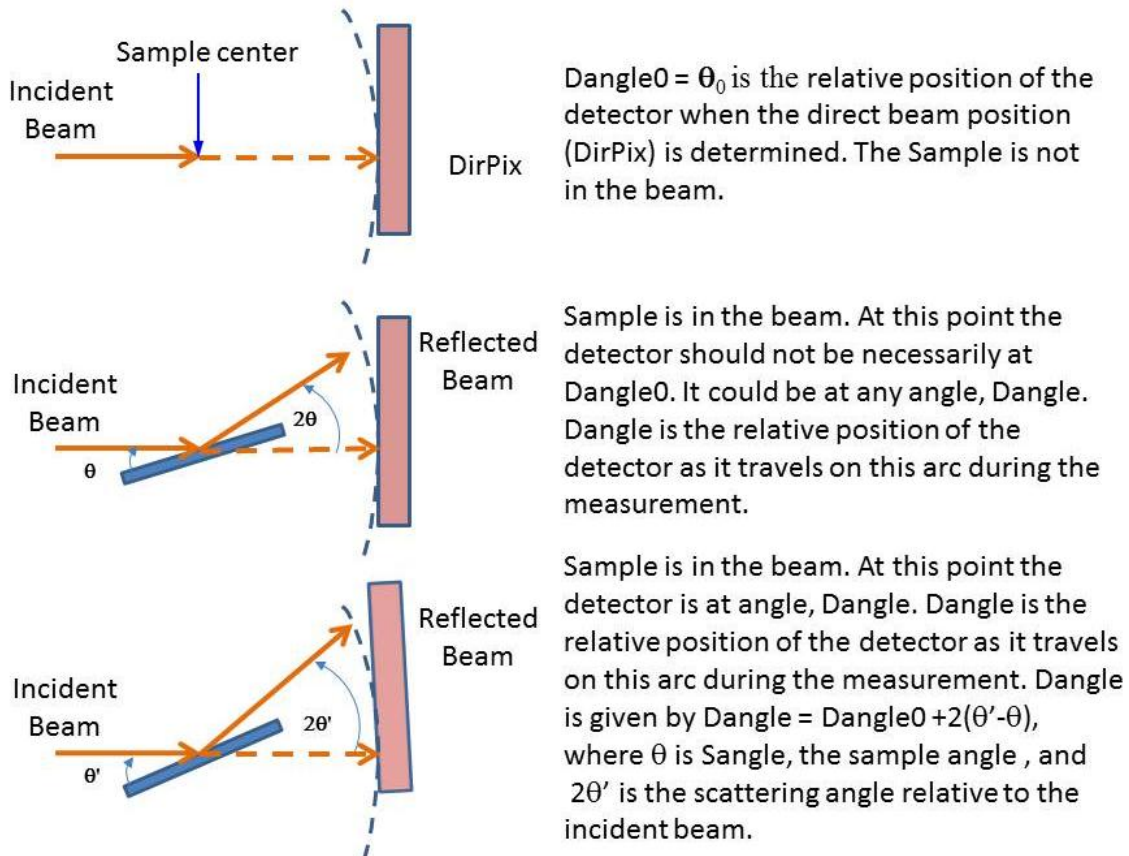 Sample center
Incident
Beam
DirPix
Dangle0 = θ₀ is the relative position of the
detector when the direct beam position
(DirPix) is determined. The Sample is not
in the beam.
Incident
Beam
θ
2θ
Reflected
Beam
Sample is in the beam. At this point the
detector should not be necessarily at
Dangle0. It could be at any angle, Dangle.
Dangle is the relative position of the
detector as it travels on this arc during the
measurement.
Incident
Beam
θ'
2θ'
Reflected
Beam
Sample is in the beam. At this point the
detector is at angle, Dangle. Dangle is the
relative position of the detector as it travels
on this arc during the measurement. Dangle
is given by Dangle = Dangle0 +2(θ’-θ),
where θ is Sangle, the sample angle , and
2θ’ is the scattering angle relative to the
incident beam.